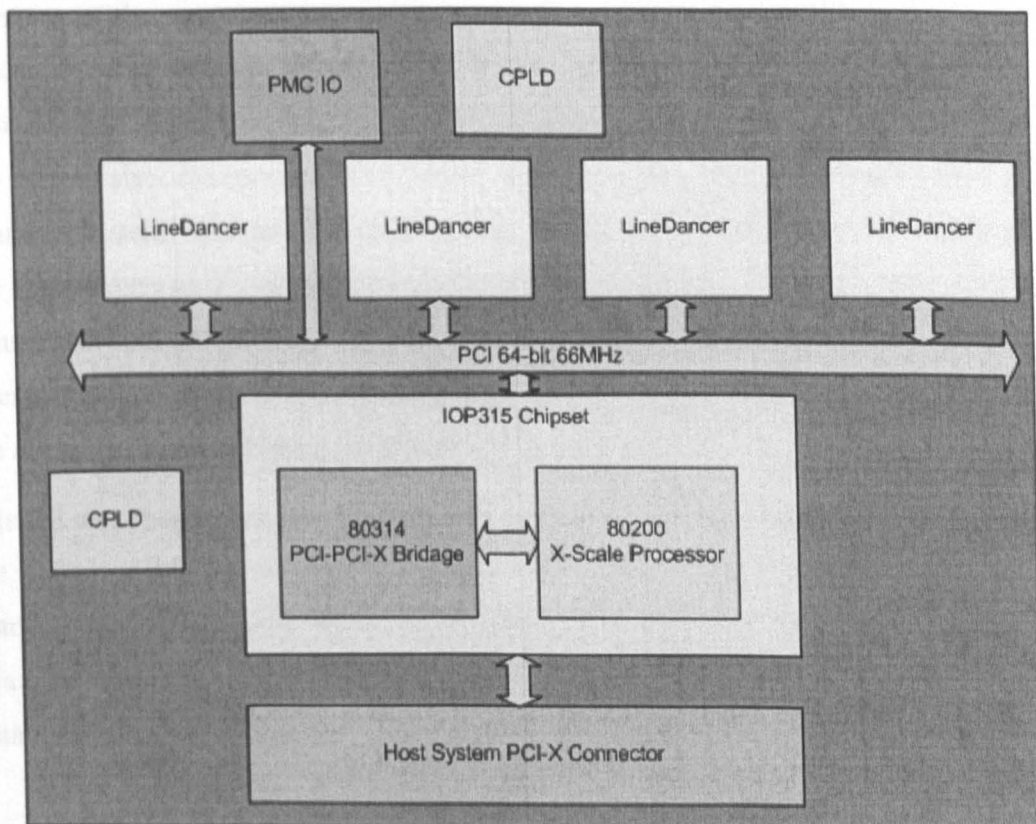 PMC IO
CPLD
LineDancer
LineDancer
LineDancer
LineDancer
PCI 64-bit 66MHz
IOP315 Chipset
CPLD
80314
PCI-PCI-X Bridage
80200
X-Scale Processor
Host System PCI-X Connector